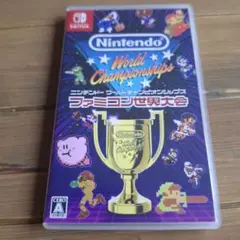 SWITCH
Nintendo
World
Championships
ニンテンドー ワールド チャンピオンシップス
ファミコン世界大会
Nintendo
CERO
A